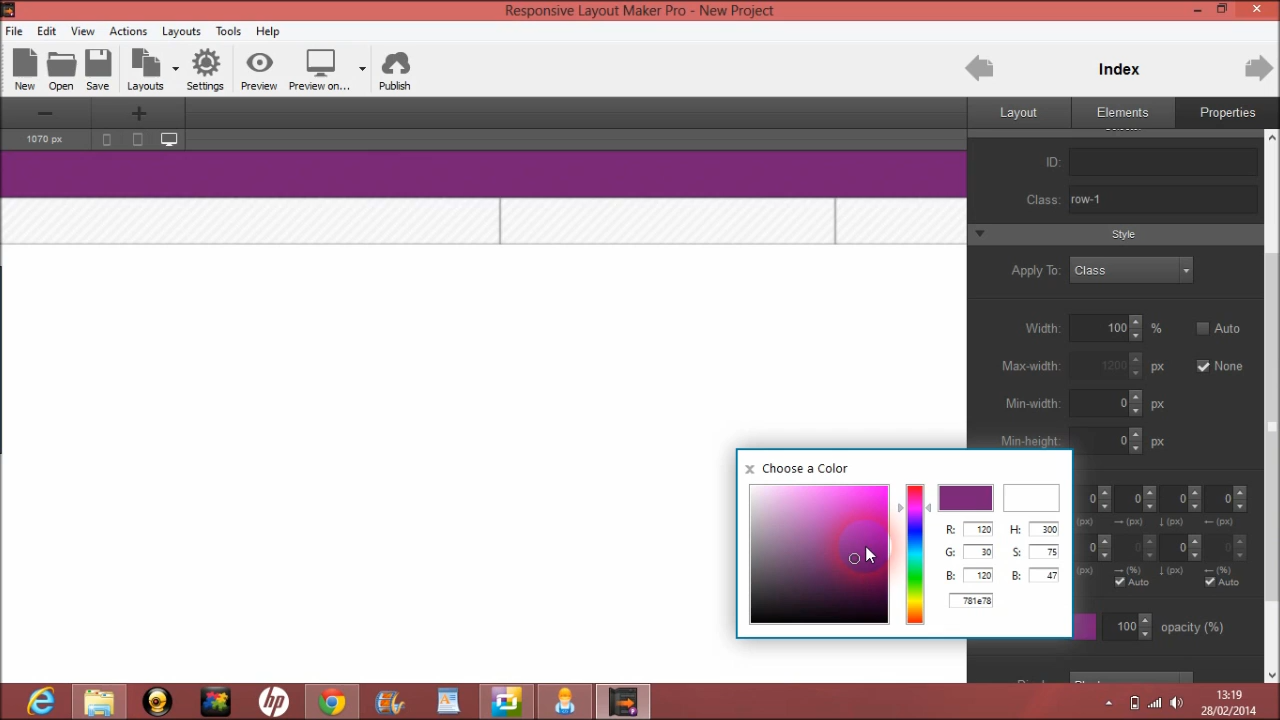 Responsive Layout Maker Pro - New Project
File Edit View Actions Layouts Tools Help
New Open Save Layouts Settings Preview Preview on... Publish
Index
Layout Elements Properties
1070 px
ID:
Class: row-1
Style
Apply To: Class
Width: 100 % Auto
Max-width: 1200 px None
Min-width: 0 px
Min-height: 0 px
Choose a Color
R: 120 H: 300
G: 30 S: 75
B: 120 B: 47
781e78
0 0 0 0
(px) → (px) ↓ (px) ← (px)
0 0 0 0
(px) → (%) ↓ (px) ← (%)
Auto Auto
100 opacity (%)
hp
13:19
28/02/2014